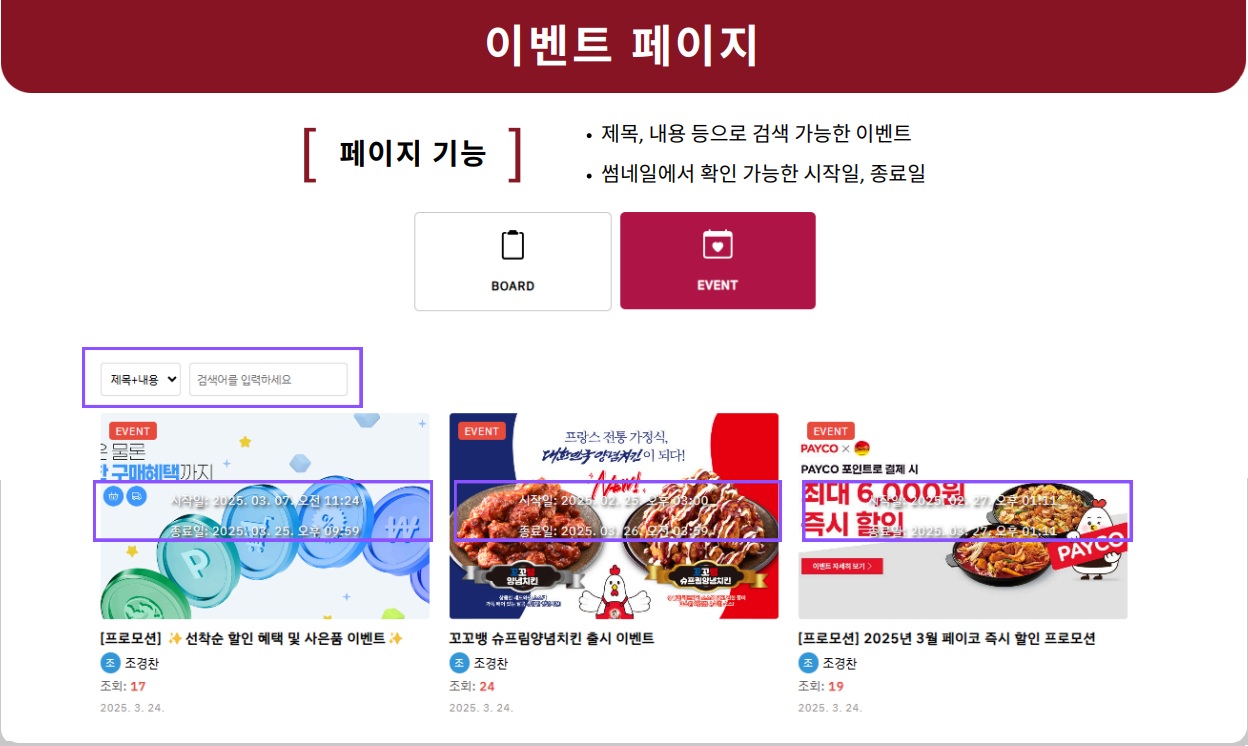 이벤트 페이지
[ 페이지 기능 ]
• 제목, 내용 등으로 검색 가능한 이벤트
• 썸네일에서 확인 가능한 시작일, 종료일
BOARD
EVENT
제목+내용
검색어를 입력하세요
EVENT
은 물론
한 구매혜택까지
시작일: 2025. 03. 07. 오전 11:24
종료일: 2025. 03. 25. 오후 09:59
P
₩
EVENT
프랑스 전통 가정식,
대한민국 양념치킨이 되다!
New!
시작일: 2025. 02. 25. 오후 03:00
종료일: 2025. 03. 26. 오후 03:59
꼬꼬
양념치킨
꼬꼬
슈프림양념치킨
EVENT
PAYCO ×
PAYCO 포인트로 결제 시
최대 6,000원
즉시 할인
시작일: 2025. 02. 27. 오후 01:11
종료일: 2025. 03. 27. 오후 01:11
PAYCO
이벤트 자세히 보기 >
[프로모션] ✨선착순 할인 혜택 및 사은품 이벤트✨
조 조경찬
조회: 17
2025. 3. 24.
꼬꼬뱅 슈프림양념치킨 출시 이벤트
조 조경찬
조회: 24
2025. 3. 24.
[프로모션] 2025년 3월 페이코 즉시 할인 프로모션
조 조경찬
조회: 19
2025. 3. 24.